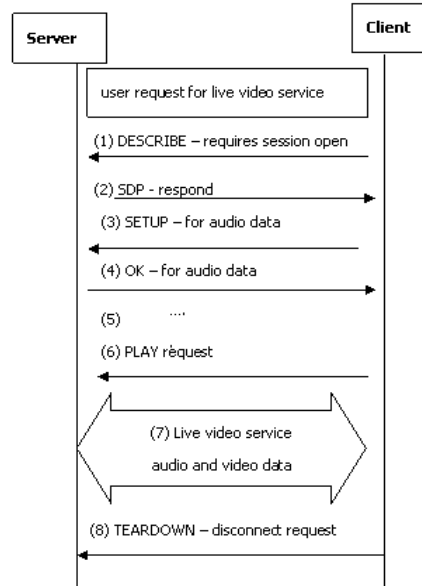 Server
Client
user request for live video service
(1) DESCRIBE – requires session open
(2) SDP - respond
(3) SETUP – for audio data
(4) OK – for audio data
(5) ....
(6) PLAY request
(7) Live video service
audio and video data
(8) TEARDOWN – disconnect request